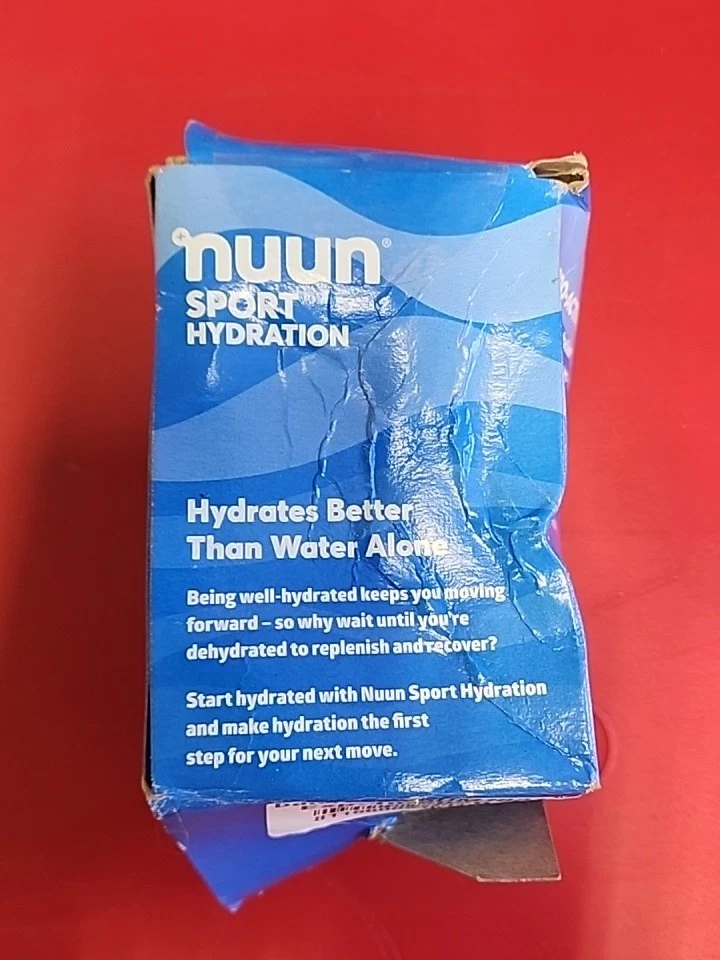 nuun®
SPORT
HYDRATION
Hydrates Better
Than Water Alone
Being well-hydrated keeps you moving
forward – so why wait until you're
dehydrated to replenish and recover?
Start hydrated with Nuun Sport Hydration
and make hydration the first
step for your next move.